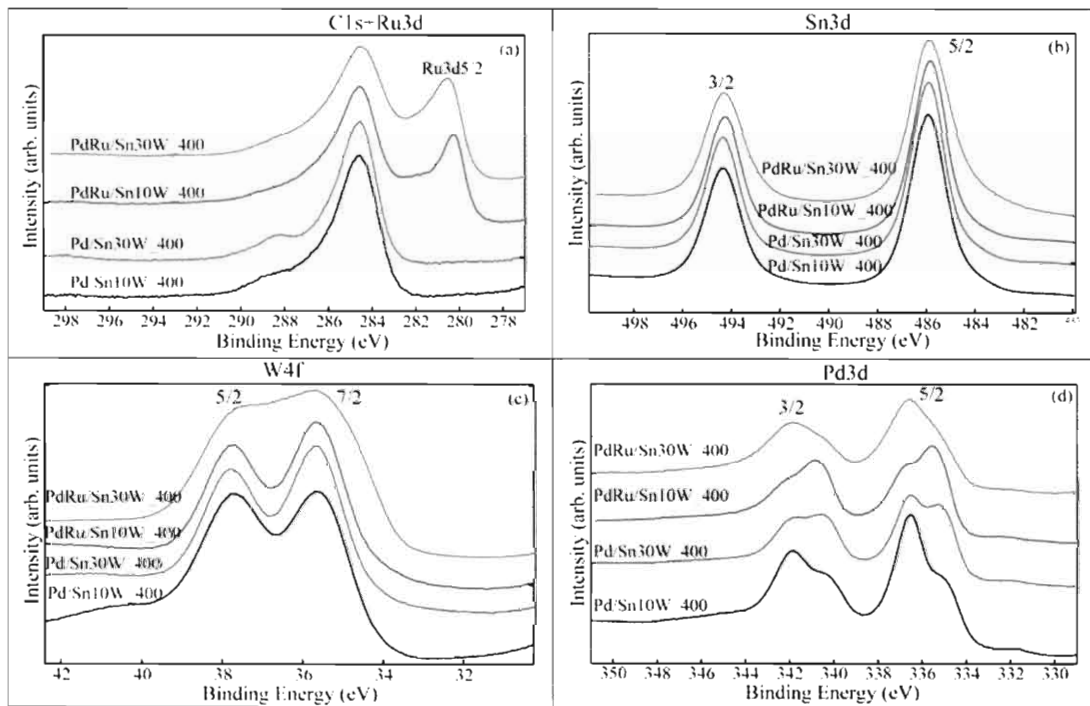 C1s+Ru3d
(a)
Ru3d5/2
PdRu/Sn30W_400
PdRu/Sn10W_400
Pd/Sn30W_400
Pd/Sn10W_400
Intensity (arb. units)
298 296 294 292 290 288 286 284 282 280 278
Binding Energy (eV)
Sn3d
(b)
5/2
3/2
PdRu/Sn30W_400
PdRu/Sn10W_400
Pd/Sn30W_400
Pd/Sn10W_400
Intensity (arb. units)
498 496 494 492 490 488 486 484 482
Binding Energy (eV)
W4f
5/2 7/2
(c)
PdRu/Sn30W_400
PdRu/Sn10W_400
Pd/Sn30W_400
Pd/Sn10W_400
Intensity (arb. units)
42 40 38 36 34 32
Binding Energy (eV)
Pd3d
(d)
5/2
3/2
PdRu/Sn30W_400
PdRu/Sn10W_400
Pd/Sn30W_400
Pd/Sn10W_400
Intensity (arb. units)
350 348 345 344 342 340 338 336 334 332 330
Binding Energy (eV)